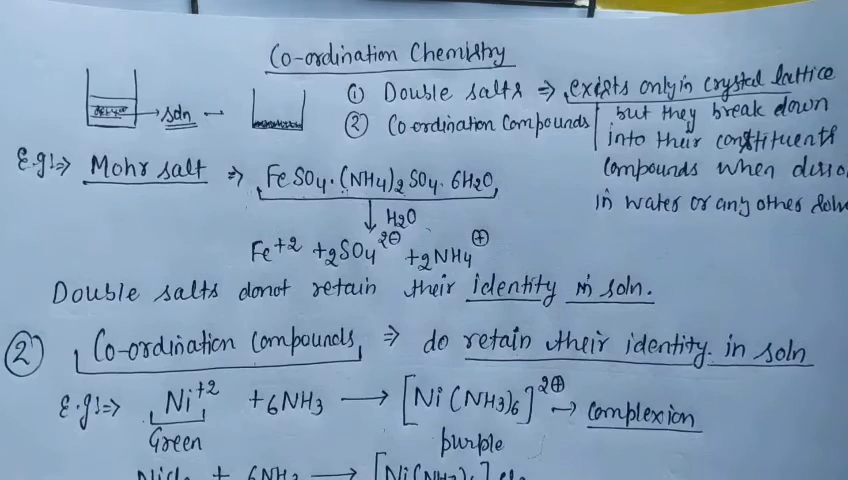 Co-ordination Chemistry
→ soln –
① Double salts ⇒ exists only in crystal lattice
② Co-ordination Compounds
but they break down
into their constituents
compounds when
in water or any other
E.g:⇒ Mohr salt ⇒ FeSO4·(NH4)2SO4·6H2O
↓ H2O
Fe+2 + 2SO4 2⊖ + 2NH4 ⊕
Double salts donot retain their identity in soln.
② Co-ordination Compounds, ⇒ do retain their identity in soln
E.g:⇒ Ni+2 + 6NH3 ⟶ [Ni(NH3)6]2⊕ → complexion
Green purple
+ 6NH3 ⟶